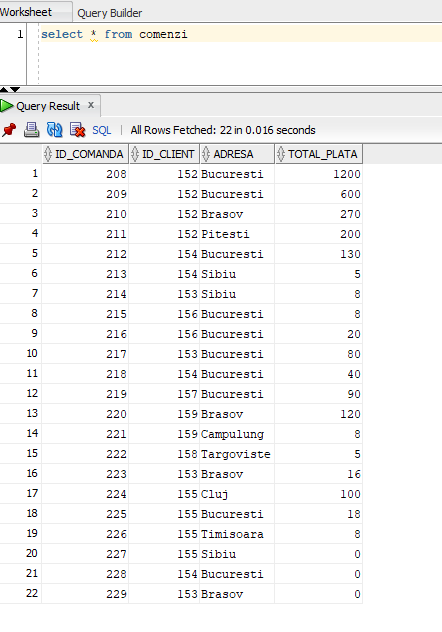 Worksheet Query Builder
1 select * from comenzi
Query Result x
SQL | All Rows Fetched: 22 in 0.016 seconds
ID_COMANDA ID_CLIENT ADRESA TOTAL_PLATA
1 208 152 Bucuresti 1200
2 209 152 Bucuresti 600
3 210 152 Brasov 270
4 211 152 Pitesti 200
5 212 154 Bucuresti 130
6 213 154 Sibiu 5
7 214 153 Sibiu 8
8 215 156 Bucuresti 8
9 216 156 Bucuresti 20
10 217 153 Bucuresti 80
11 218 154 Bucuresti 40
12 219 157 Bucuresti 90
13 220 159 Brasov 120
14 221 159 Campulung 8
15 222 158 Targoviste 5
16 223 153 Brasov 16
17 224 155 Cluj 100
18 225 155 Bucuresti 18
19 226 155 Timisoara 8
20 227 155 Sibiu 0
21 228 154 Bucuresti 0
22 229 153 Brasov 0